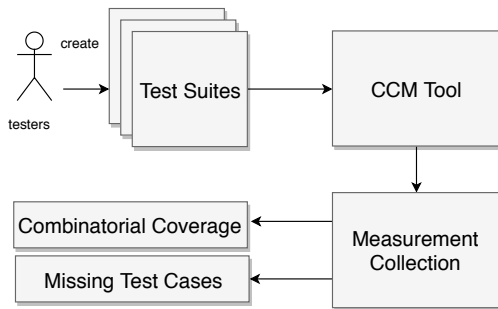 create
testers
Test Suites
CCM Tool
Measurement
Collection
Combinatorial Coverage
Missing Test Cases